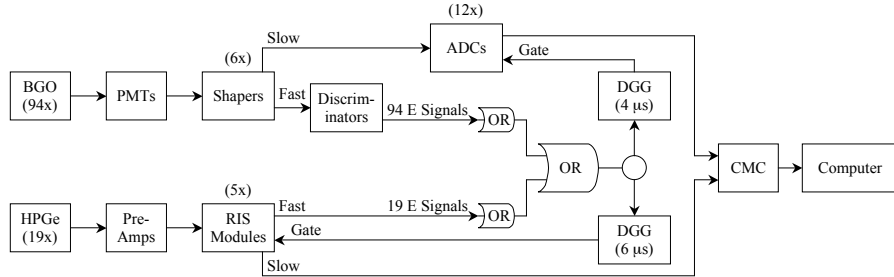 (12x)
Slow
ADCs
(6x)
Gate
BGO
(94x)
PMTs
Shapers
Fast
Discrim-
inators
94 E Signals
OR
DGG
(4 μs)
OR
CMC
Computer
(5x)
HPGe
(19x)
Pre-
Amps
RIS
Modules
Fast
19 E Signals
OR
Gate
DGG
(6 μs)
Slow